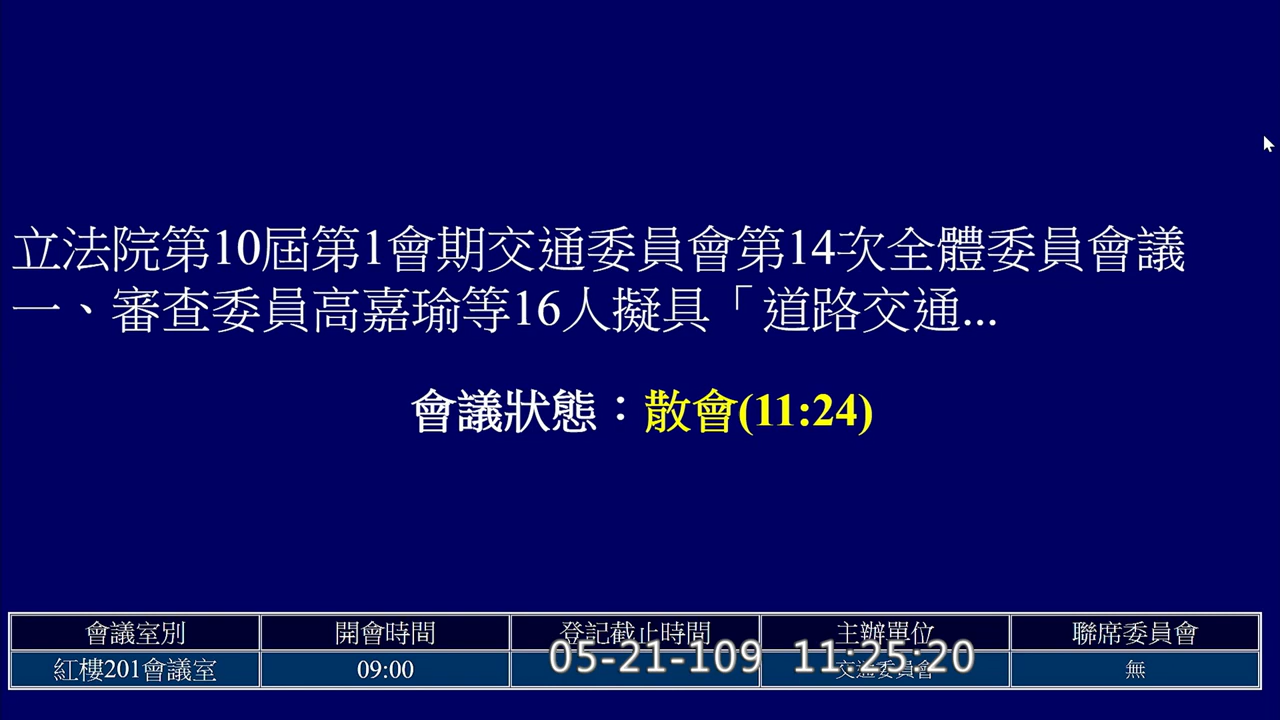 立法院第10屆第1會期交通委員會第14次全體委員會議
一、審查委員高嘉瑜等16人擬具「道路交通...
會議狀態：散會(11:24)
會議室別 開會時間 登記截止時間 主辦單位 聯席委員會
紅樓201會議室 09:00 交通委員會 無
05-21-109 11:25:20